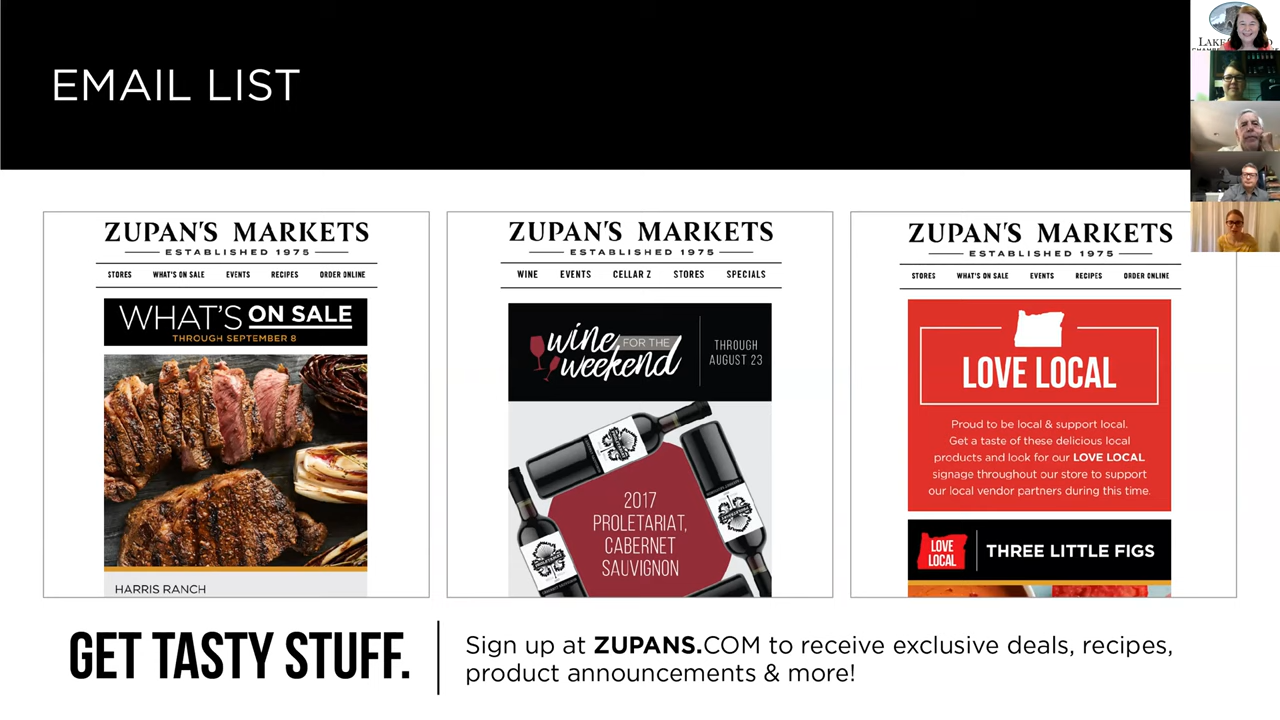 EMAIL LIST
ZUPAN'S MARKETS
ESTABLISHED 1975
STORES WHAT'S ON SALE EVENTS RECIPES ORDER ONLINE
WHAT'S ON SALE
THROUGH SEPTEMBER 8
HARRIS RANCH
ZUPAN'S MARKETS
ESTABLISHED 1975
WINE EVENTS CELLAR Z STORES SPECIALS
wine FOR THE
weekend
THROUGH
AUGUST 23
2017
PROLETARIAT,
CABERNET
SAUVIGNON
ZUPAN'S MARKETS
ESTABLISHED 1975
STORES WHAT'S ON SALE EVENTS RECIPES ORDER ONLINE
LOVE LOCAL
Proud to be local & support local.
Get a taste of these delicious local
products and look for our LOVE LOCAL
signage throughout our store to support
our local vendor partners during this time.
LOVE
LOCAL
THREE LITTLE FIGS
GET TASTY STUFF.
Sign up at ZUPANS.COM to receive exclusive deals, recipes,
product announcements & more!